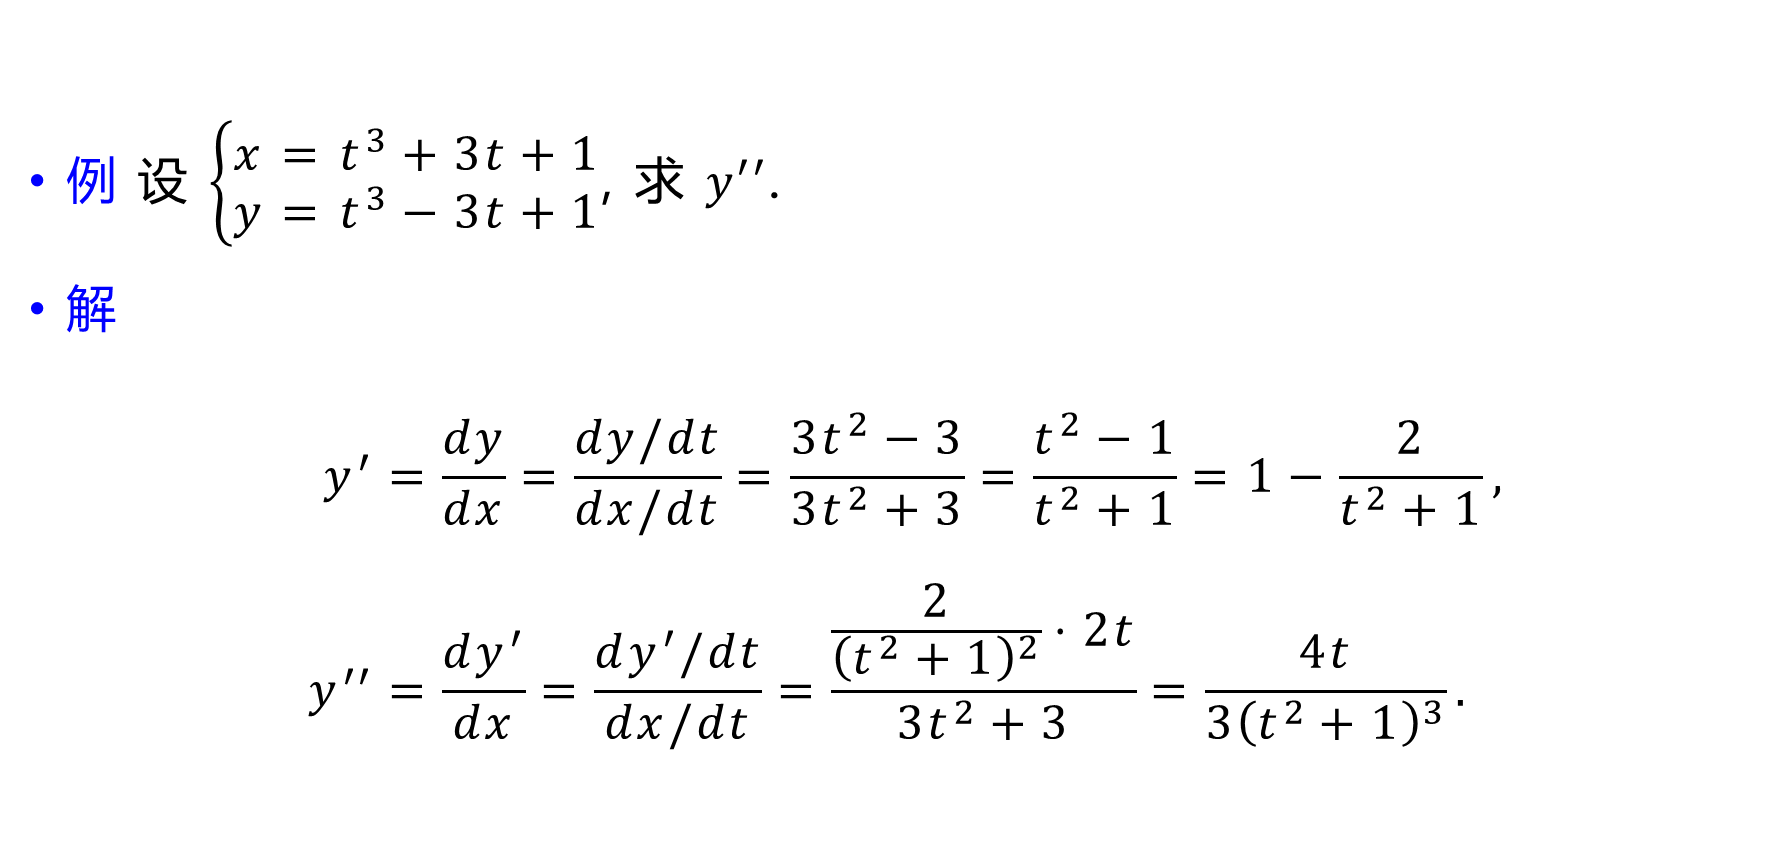 • 例 设 {x = t³ + 3t + 1
y = t³ − 3t + 1, 求 y′′.
• 解
y′ = dy/dx = (dy/dt)/(dx/dt) = (3t² − 3)/(3t² + 3) = (t² − 1)/(t² + 1) = 1 − 2/(t² + 1),
y′′ = dy′/dx = (dy′/dt)/(dx/dt) = (2/(t² + 1)² · 2t)/(3t² + 3) = 4t/(3(t² + 1)³).